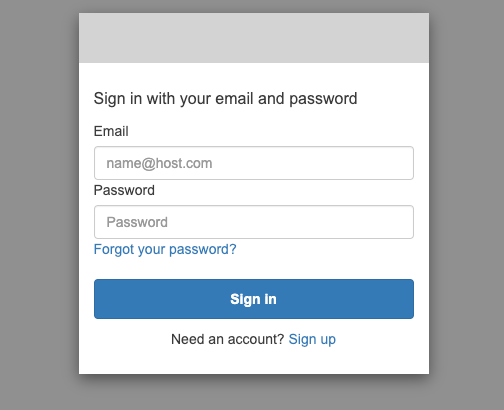 Sign in with your email and password
Email
name@host.com
Password
Password
Forgot your password?
Sign in
Need an account? Sign up